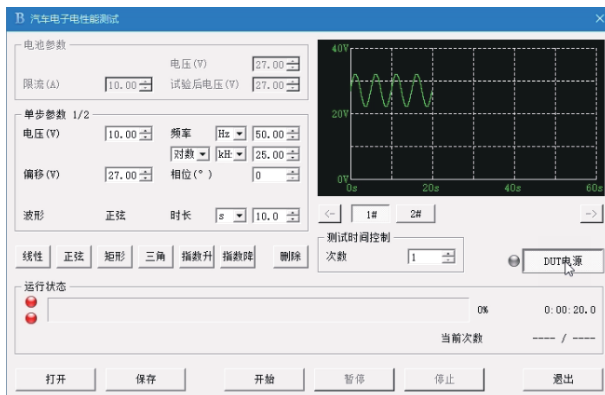 B 汽车电子电性能测试 ×
电池参数
电压(V) 27.00
限流(A) 10.00 试验后电压(V) 27.00
单步参数 1/2
电压(V) 10.00 频率 Hz 50.00
对数 kH: 25.00
偏移(V) 27.00 相位(°) 0
波形 正弦 时长 s 10.0
线性 正弦 矩形 三角 指数升 指数降 删除
40V
20V
0V
0s 20s 40s 60s
<- 1# 2# ->
测试时间控制
次数 1
DUT电源
运行状态
0% 0:00:20.0
当前次数 ---- / ----
打开 保存 开始 暂停 停止 退出